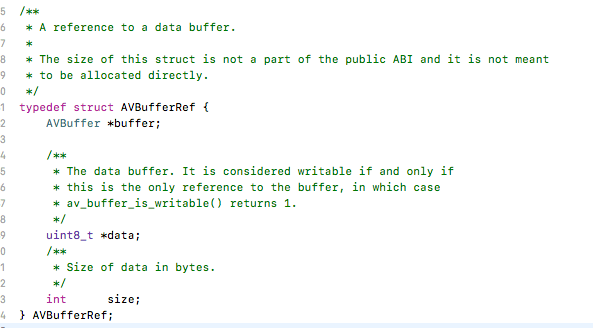 5 /**
6  * A reference to a data buffer.
7  *
8  * The size of this struct is not a part of the public ABI and it is not meant
9  * to be allocated directly.
0  */
1 typedef struct AVBufferRef {
2     AVBuffer *buffer;
3
4     /**
5      * The data buffer. It is considered writable if and only if
6      * this is the only reference to the buffer, in which case
7      * av_buffer_is_writable() returns 1.
8      */
9     uint8_t *data;
0     /**
1      * Size of data in bytes.
2      */
3     int      size;
4 } AVBufferRef;